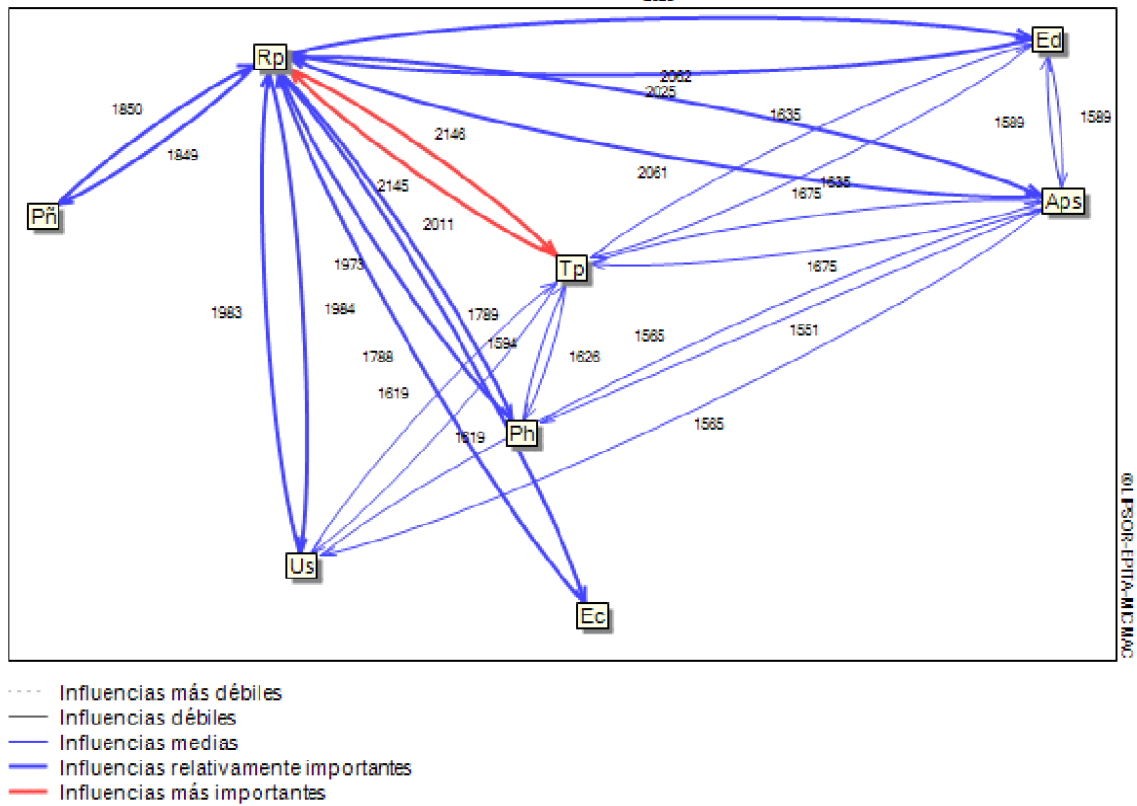 Rp
Ed
1850
2062
2025
2146
1635
1589
1589
1849
2145
2061
1675
1635
Pñ
2011
Aps
1973
Tp
1675
1983
1984
1789
1594
1565
1551
1788
1626
1619
1619
Ph
1565
Us
Ec
©LIPSOR-EPITA-MICMAC
Influencias más débiles
Influencias débiles
Influencias medias
Influencias relativamente importantes
Influencias más importantes